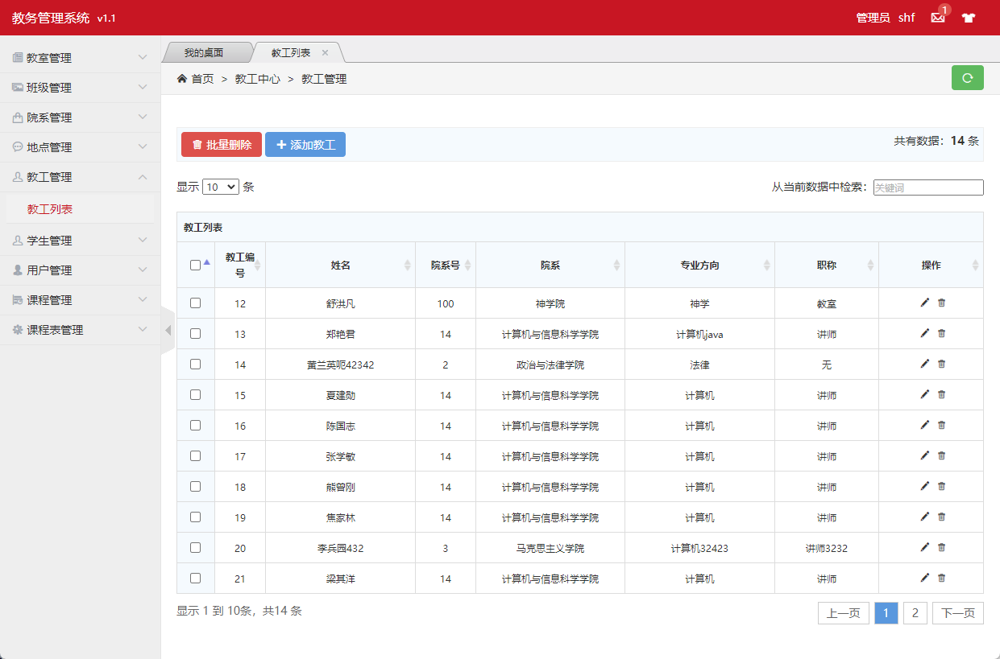 教务管理系统 v1.1
管理员 shf 1
教室管理
班级管理
院系管理
地点管理
教工管理
教工列表
学生管理
用户管理
课程管理
课程表管理
我的桌面 教工列表
首页 > 教工中心 > 教工管理
批量删除 添加教工 共有数据：14 条
显示 10 条 从当前数据中检索： 关键词
教工列表
教工编号 姓名 院系号 院系 专业方向 职称 操作
12 舒洪凡 100 神学院 神学 教室
13 郑艳君 14 计算机与信息科学学院 计算机java 讲师
14 黄兰英呃42342 2 政治与法律学院 法律 无
15 夏建勋 14 计算机与信息科学学院 计算机 讲师
16 陈国志 14 计算机与信息科学学院 计算机 讲师
17 张学敏 14 计算机与信息科学学院 计算机 讲师
18 熊曾刚 14 计算机与信息科学学院 计算机 讲师
19 焦家林 14 计算机与信息科学学院 计算机 讲师
20 李兵园432 3 马克思主义学院 计算机32423 讲师3232
21 梁其洋 14 计算机与信息科学学院 计算机 讲师
显示 1 到 10条，共14 条
上一页 1 2 下一页